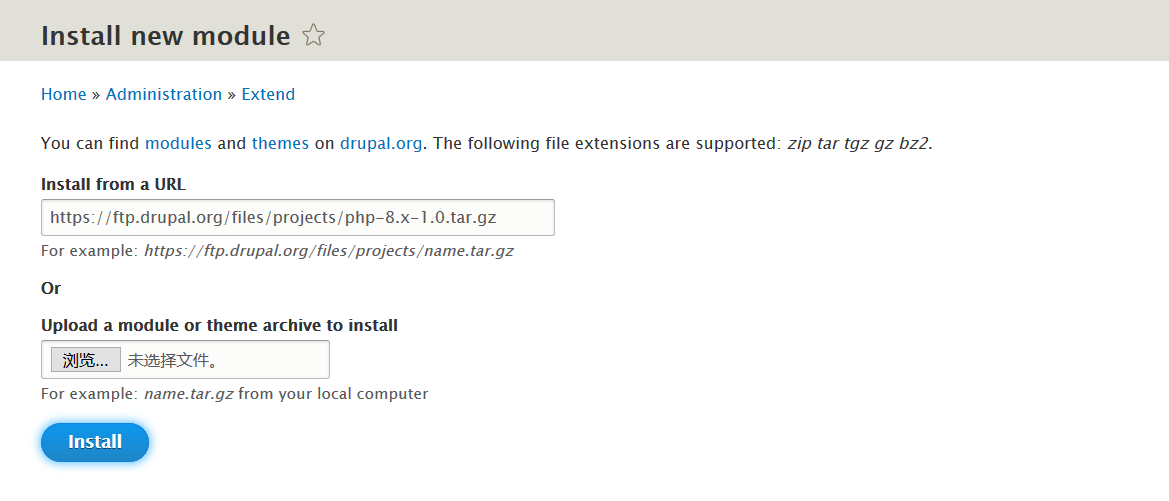 Install new module
Home » Administration » Extend
You can find modules and themes on drupal.org. The following file extensions are supported: zip tar tgz gz bz2.
Install from a URL
https://ftp.drupal.org/files/projects/php-8.x-1.0.tar.gz
For example: https://ftp.drupal.org/files/projects/name.tar.gz
Or
Upload a module or theme archive to install
浏览... 未选择文件。
For example: name.tar.gz from your local computer
Install